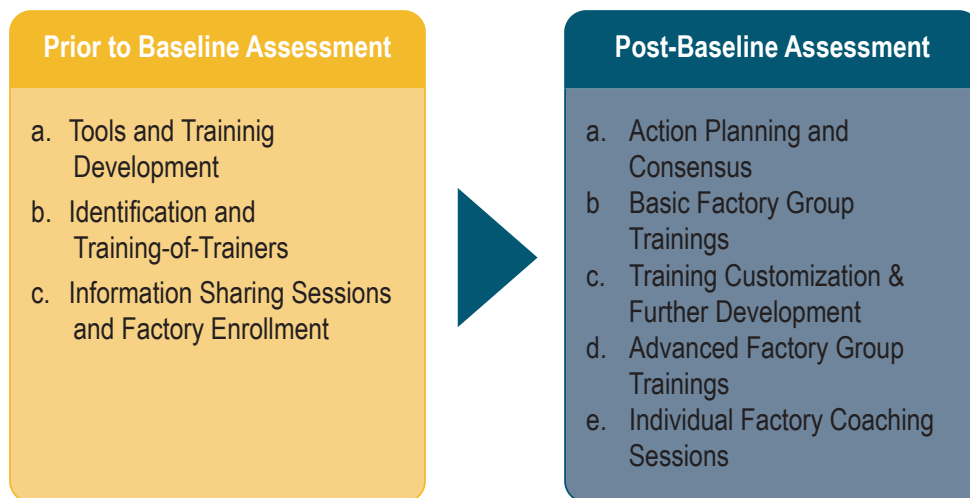 Prior to Baseline Assessment
a. Tools and Traininig
Development
b. Identification and
Training-of-Trainers
c. Information Sharing Sessions
and Factory Enrollment
Post-Baseline Assessment
a. Action Planning and
Consensus
b Basic Factory Group
Trainings
c. Training Customization &
Further Development
d. Advanced Factory Group
Trainings
e. Individual Factory Coaching
Sessions